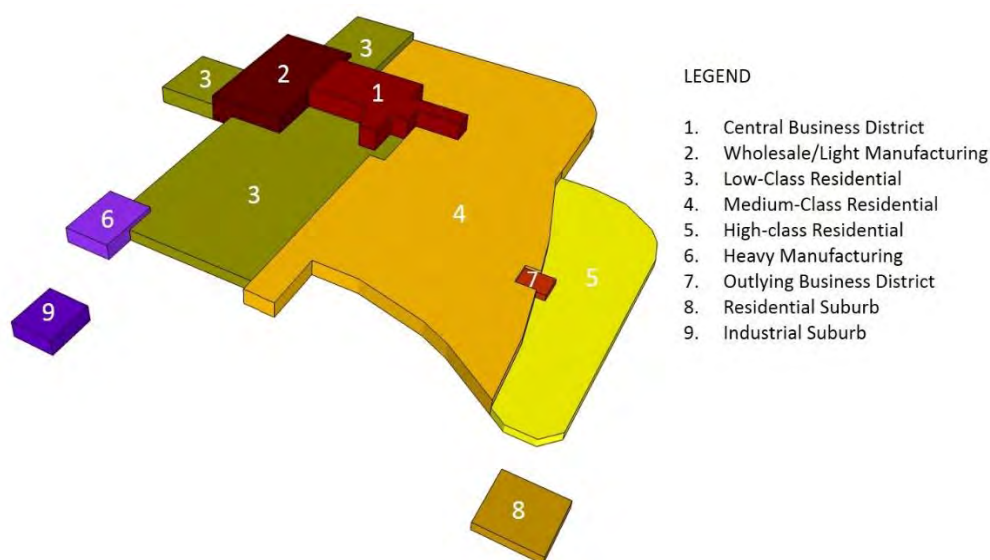 3
3
2
1
LEGEND
1. Central Business District
2. Wholesale/Light Manufacturing
3. Low-Class Residential
4. Medium-Class Residential
5. High-class Residential
6. Heavy Manufacturing
7. Outlying Business District
8. Residential Suburb
9. Industrial Suburb
3
4
6
7
5
9
8